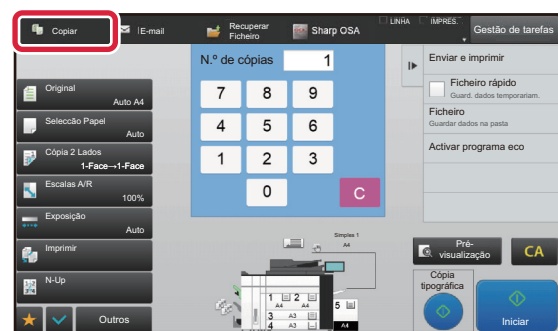 Copiar
E-mail
Recuperar
Ficheiro
Sharp OSA
LINHA
IMPRES.
Gestão de tarefas
N.º de cópias
1
Enviar e imprimir
Ficheiro rápido
Guard. dados temporariam.
Ficheiro
Guardar dados na pasta
Activar programa eco
Original
Auto A4
Seleccão Papel
Auto
Cópia 2 Lados
1-Face→1-Face
Escalas A/R
100%
Exposição
Auto
Imprimir
N-Up
Outros
7 8 9
4 5 6
1 2 3
0 C
Simples 1
A4
1 2
A4 A4
3 A3
4 A3
5
A4
Pré-
visualização
CA
Cópia
tipográfica
Iniciar